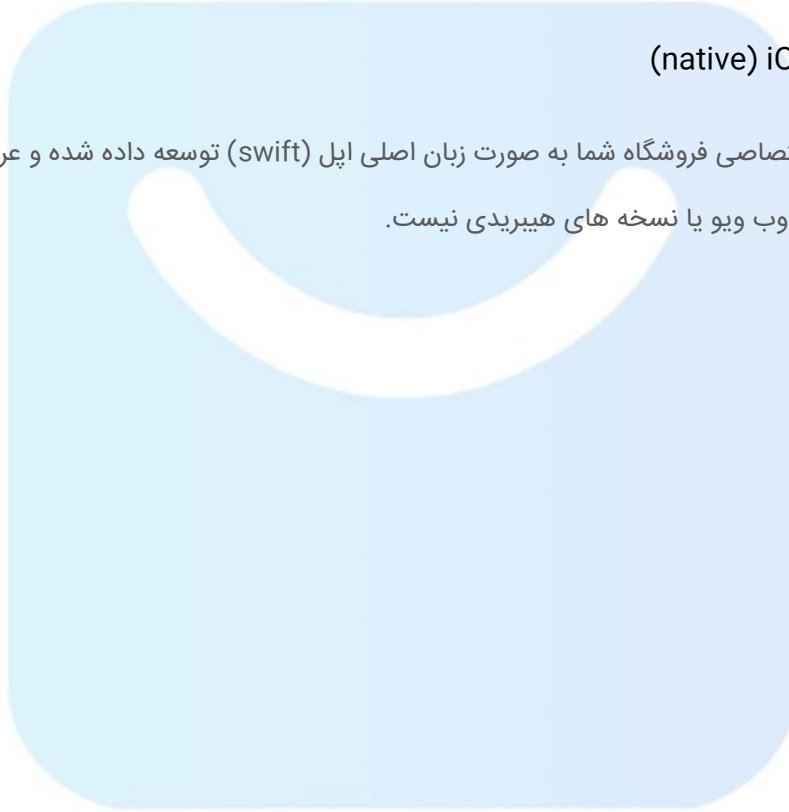 (native)
اصلی فروشگاه شما به صورت زبان اصلی اپل (swift) توسعه داده شده و
وب ویو یا نسخه های هیبریدی نیست.